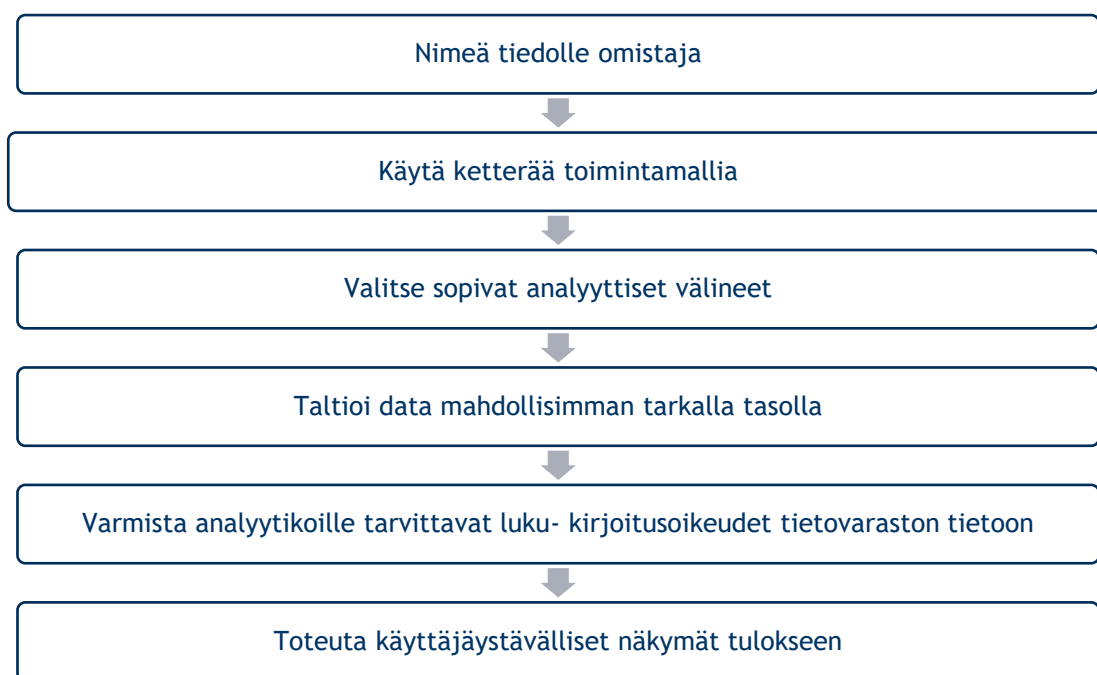 Nimeä tiedolle omistaja
Käytä ketterää toimintamallia
Valitse sopivat analyyttiset välineet
Taltioi data mahdollisimman tarkalla tasolla
Varmista analyytikoille tarvittavat luku- kirjoitusoikeudet tietovaraston tietoon
Toteuta käyttäjäystävälliset näkymät tulokseen